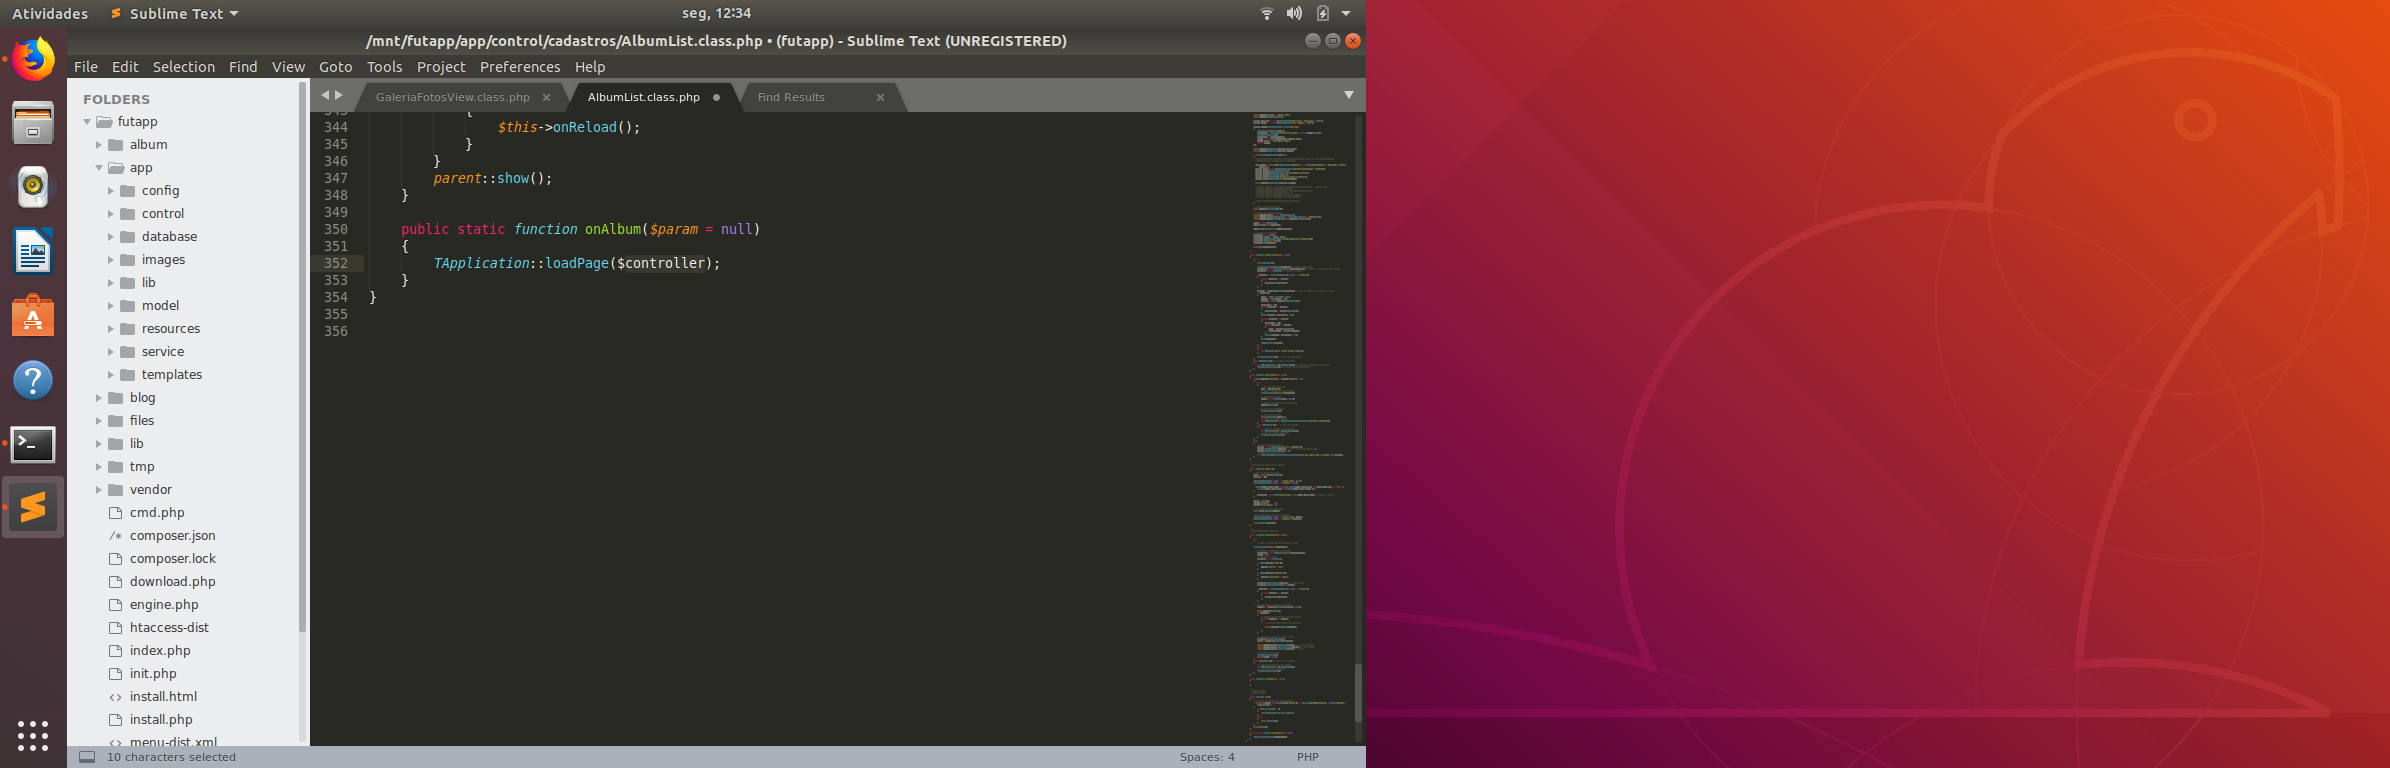 Atividades
Sublime Text
seg, 12:34
/mnt/futapp/app/control/cadastros/AlbumList.class.php • (futapp) - Sublime Text (UNREGISTERED)
File Edit Selection Find View Goto Tools Project Preferences Help
FOLDERS
futapp
album
app
config
control
database
images
lib
model
resources
service
templates
blog
files
lib
tmp
vendor
cmd.php
/* composer.json
composer.lock
download.php
engine.php
htaccess-dist
index.php
init.php
<> install.html
install.php
<> menu-dist.xml
GaleriaFotosView.class.php ×
AlbumList.class.php •
Find Results ×
343 {
344 $this->onReload();
345 }
346 }
347 parent::show();
348 }
349
350 public static function onAlbum($param = null)
351 {
352 TApplication::loadPage($controller);
353 }
354 }
355
356
10 characters selected
Spaces: 4
PHP